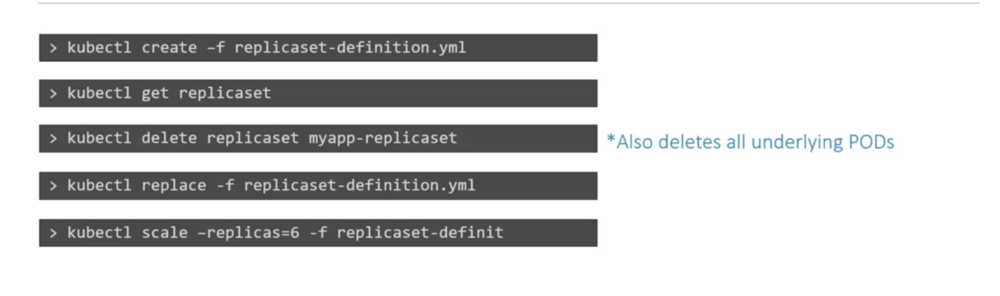 > kubectl create –f replicaset-definition.yml
> kubectl get replicaset
> kubectl delete replicaset myapp-replicaset *Also deletes all underlying PODs
> kubectl replace -f replicaset-definition.yml
> kubectl scale –replicas=6 -f replicaset-definit